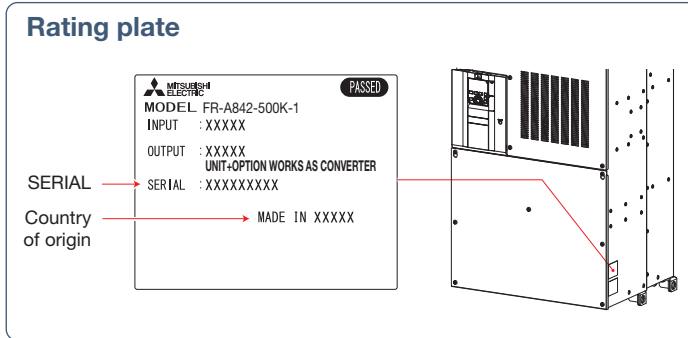 Rating plate
MITSUBISHI
ELECTRIC
PASSED
MODEL FR-A842-500K-1
INPUT : XXXXX
OUTPUT : XXXXX
UNIT+OPTION WORKS AS CONVERTER
SERIAL
SERIAL : XXXXXXXXX
Country
of origin
MADE IN XXXXX